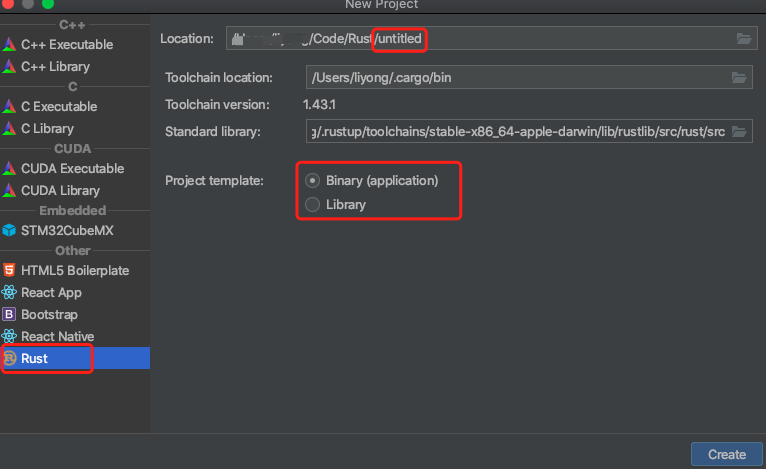 New Project
C++
C++ Executable
C++ Library
C
C Executable
C Library
CUDA
CUDA Executable
CUDA Library
Embedded
STM32CubeMX
Other
HTML5 Boilerplate
React App
Bootstrap
React Native
Rust
Location: /liyong/Code/Rust/untitled
Toolchain location: /Users/liyong/.cargo/bin
Toolchain version: 1.43.1
Standard library: g/.rustup/toolchains/stable-x86_64-apple-darwin/lib/rustlib/src/rust/src
Project template: Binary (application)
Library
Create